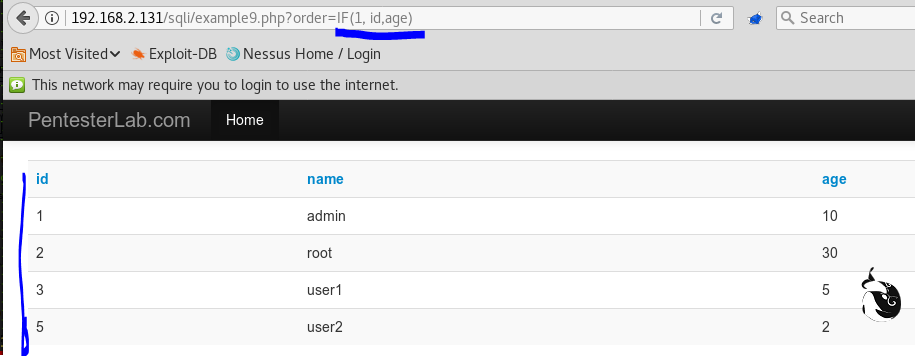 192.168.2.131/sqli/example9.php?order=IF(1, id,age)
Search
Most Visited Exploit-DB Nessus Home / Login
This network may require you to login to use the internet.
PentesterLab.com Home
id name age
1 admin 10
2 root 30
3 user1 5
5 user2 2